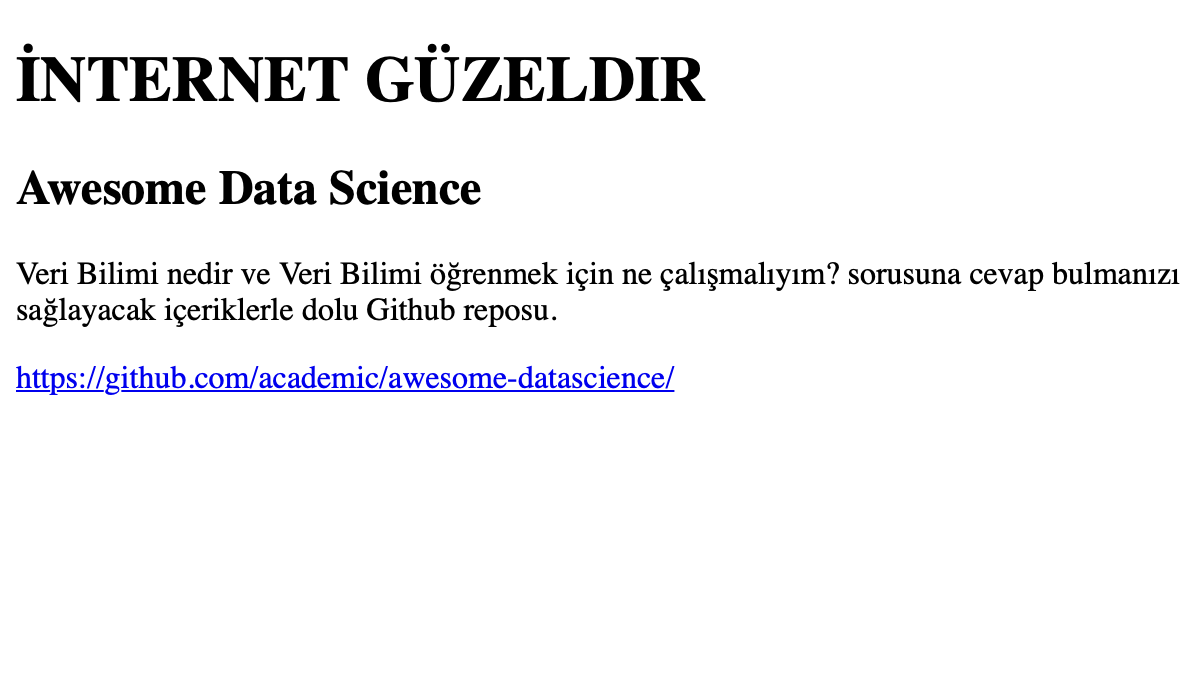 İNTERNET GÜZELDIR
Awesome Data Science
Veri Bilimi nedir ve Veri Bilimi öğrenmek için ne çalışmalıyım? sorusuna cevap bulmanızı
sağlayacak içeriklerle dolu Github reposu.
https://github.com/academic/awesome-datascience/